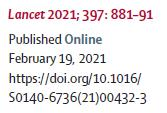 Lancet 2021; 397: 881–91
Published Online
February 19, 2021
https://doi.org/10.1016/
S0140-6736(21)00432-3